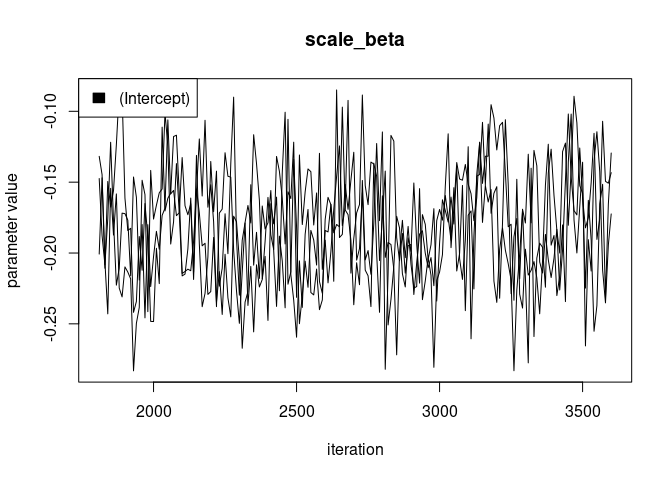 scale_beta
(Intercept)
-0.10
-0.15
-0.20
-0.25
parameter value
2000 2500 3000 3500
iteration